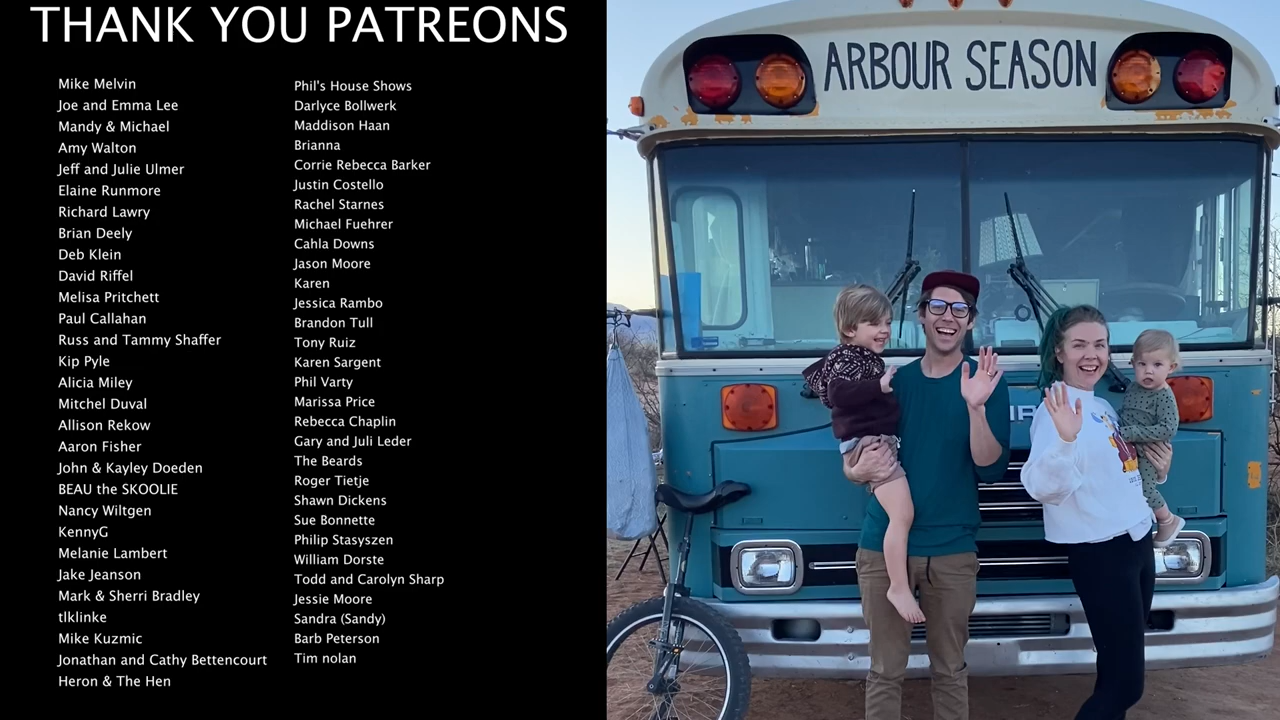 THANK YOU PATREONS
Mike Melvin
Joe and Emma Lee
Mandy & Michael
Amy Walton
Jeff and Julie Ulmer
Elaine Runmore
Richard Lawry
Brian Deely
Deb Klein
David Riffel
Melisa Pritchett
Paul Callahan
Russ and Tammy Shaffer
Kip Pyle
Alicia Miley
Mitchel Duval
Allison Rekow
Aaron Fisher
John & Kayley Doeden
BEAU the SKOOLIE
Nancy Wiltgen
KennyG
Melanie Lambert
Jake Jeanson
Mark & Sherri Bradley
tlklinke
Mike Kuzmic
Jonathan and Cathy Bettencourt
Heron & The Hen
Phil's House Shows
Darlyce Bollwerk
Maddison Haan
Brianna
Corrie Rebecca Barker
Justin Costello
Rachel Starnes
Michael Fuehrer
Cahla Downs
Jason Moore
Karen
Jessica Rambo
Brandon Tull
Tony Ruiz
Karen Sargent
Phil Varty
Marissa Price
Rebecca Chaplin
Gary and Juli Leder
The Beards
Roger Tietje
Shawn Dickens
Sue Bonnette
Philip Stasyszen
William Dorste
Todd and Carolyn Sharp
Jessie Moore
Sandra (Sandy)
Barb Peterson
Tim nolan
ARBOUR SEASON